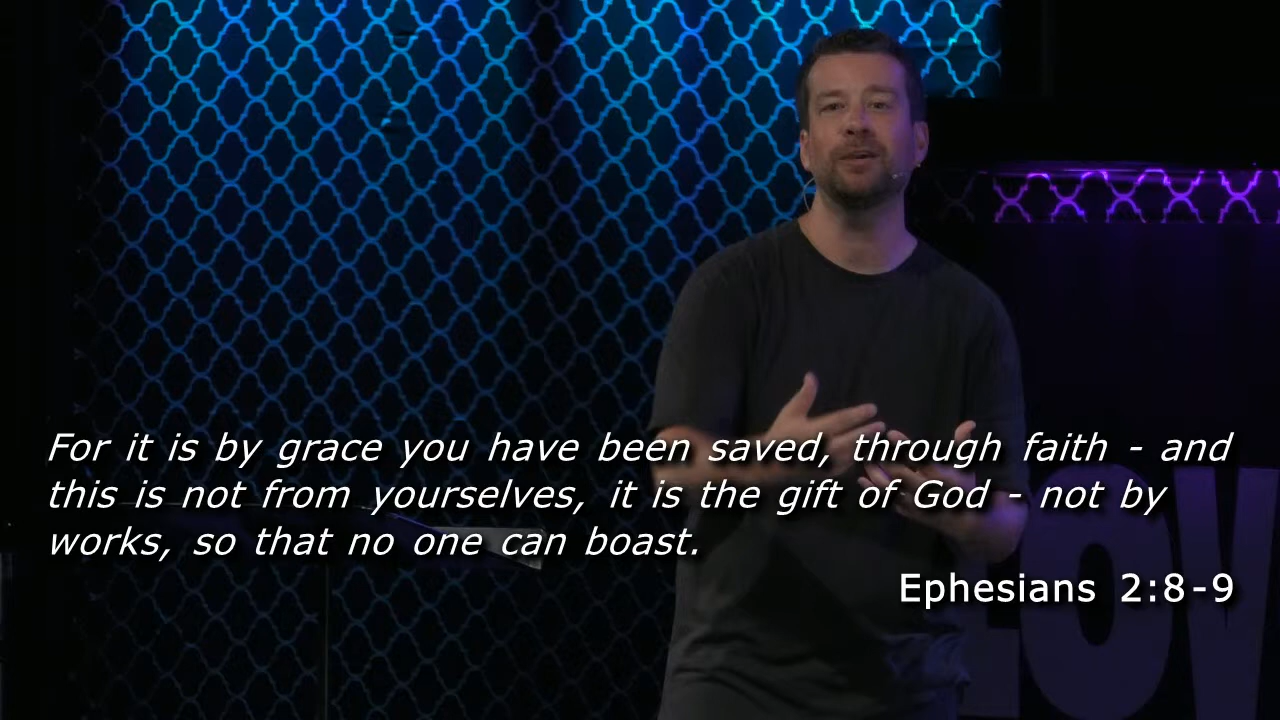 For it is by grace you have been saved, through faith - and
this is not from yourselves, it is the gift of God - not by
works, so that no one can boast.
Ephesians 2:8-9
LOV